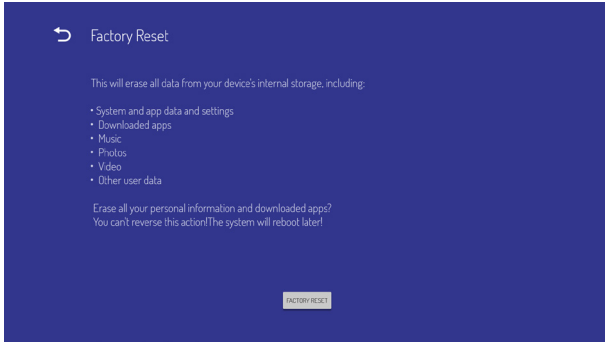 Factory Reset
This will erase all data from your device's internal storage, including:
• System and app data and settings
• Downloaded apps
• Music
• Photos
• Video
• Other user data
Erase all your personal information and downloaded apps?
You can't reverse this action!The system will reboot later!
FACTORY RESET